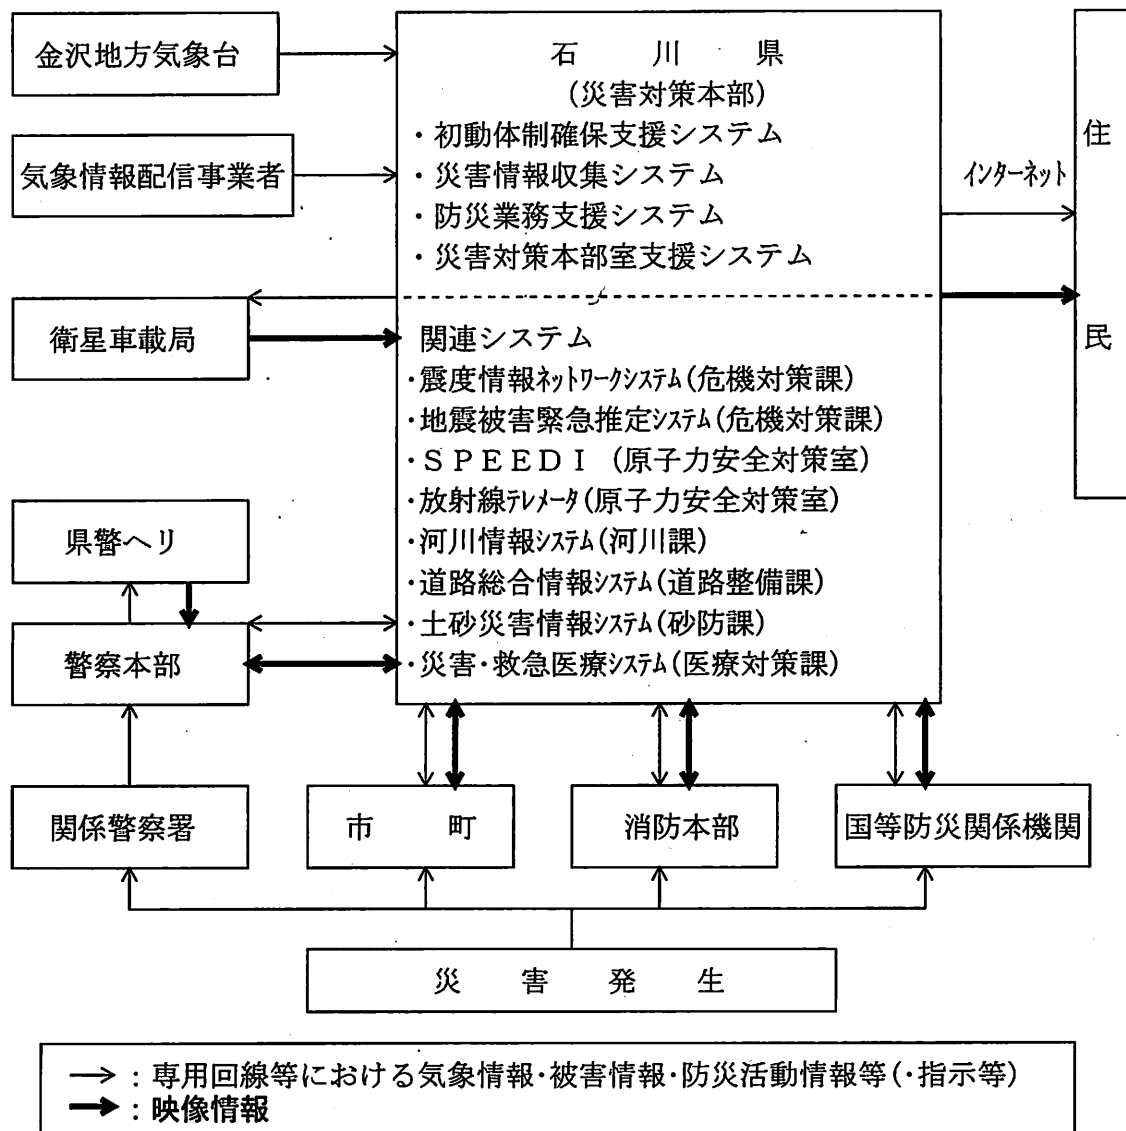 金沢地方気象台
気象情報配信事業者
衛星車載局
県警ヘリ
警察本部
関係警察署
石川県
(災害対策本部)
・初動体制確保支援システム
・災害情報収集システム
・防災業務支援システム
・災害対策本部室支援システム
関連システム
・震度情報ネットワークシステム(危機対策課)
・地震被害緊急推定システム(危機対策課)
・ＳＰＥＥＤＩ (原子力安全対策室)
・放射線テレメータ(原子力安全対策室)
・河川情報システム(河川課)
・道路総合情報システム(道路整備課)
・土砂災害情報システム(砂防課)
・災害・救急医療システム(医療対策課)
インターネット
住民
市町
消防本部
国等防災関係機関
災害発生
→：専用回線等における気象情報・被害情報・防災活動情報等(・指示等)
➔：映像情報